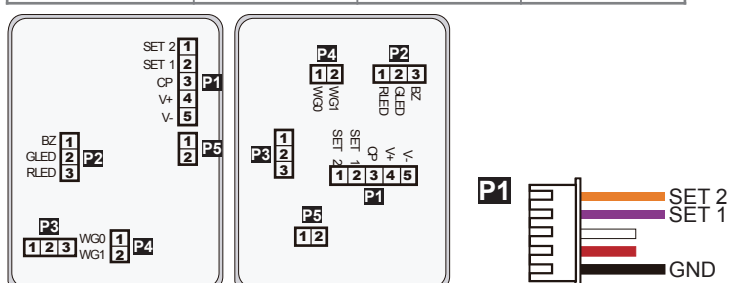 SET 2 1
SET 1 2
CP 3 P1
V+ 4
V- 5
1 P5
2
BZ 1
GLED 2 P2
RLED 3
P3
1 2 3
WG0 1 P4
WG1 2
P4
1 2
WG0 WG1
P2
1 2 3
RLED GLED BZ
P3 1
2
3
SET 2 SET 1 CP V+ V-
1 2 3 4 5
P1
P5
1 2
P1
SET 2
SET 1
GND